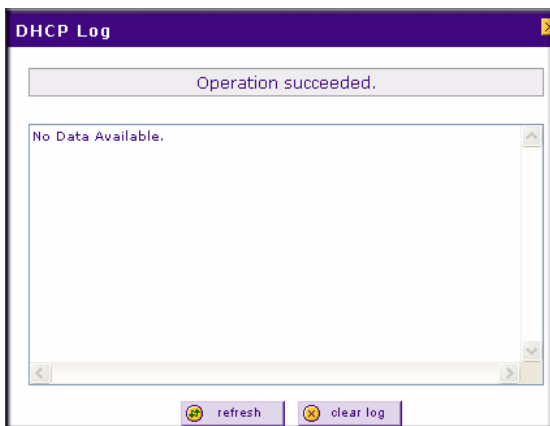 DHCP Log
Operation succeeded.
No Data Available.
refresh
clear log